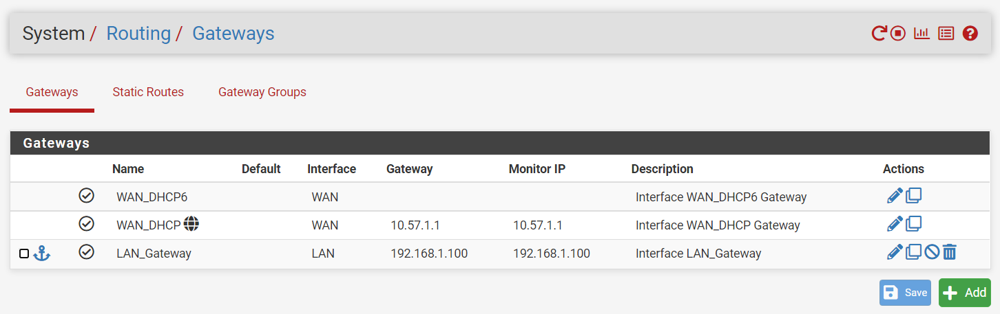 System / Routing / Gateways
Gateways Static Routes Gateway Groups
Gateways
Name Default Interface Gateway Monitor IP Description Actions
WAN_DHCP6 WAN Interface WAN_DHCP6 Gateway
WAN_DHCP WAN 10.57.1.1 10.57.1.1 Interface WAN_DHCP Gateway
LAN_Gateway LAN 192.168.1.100 192.168.1.100 Interface LAN_Gateway
Save Add